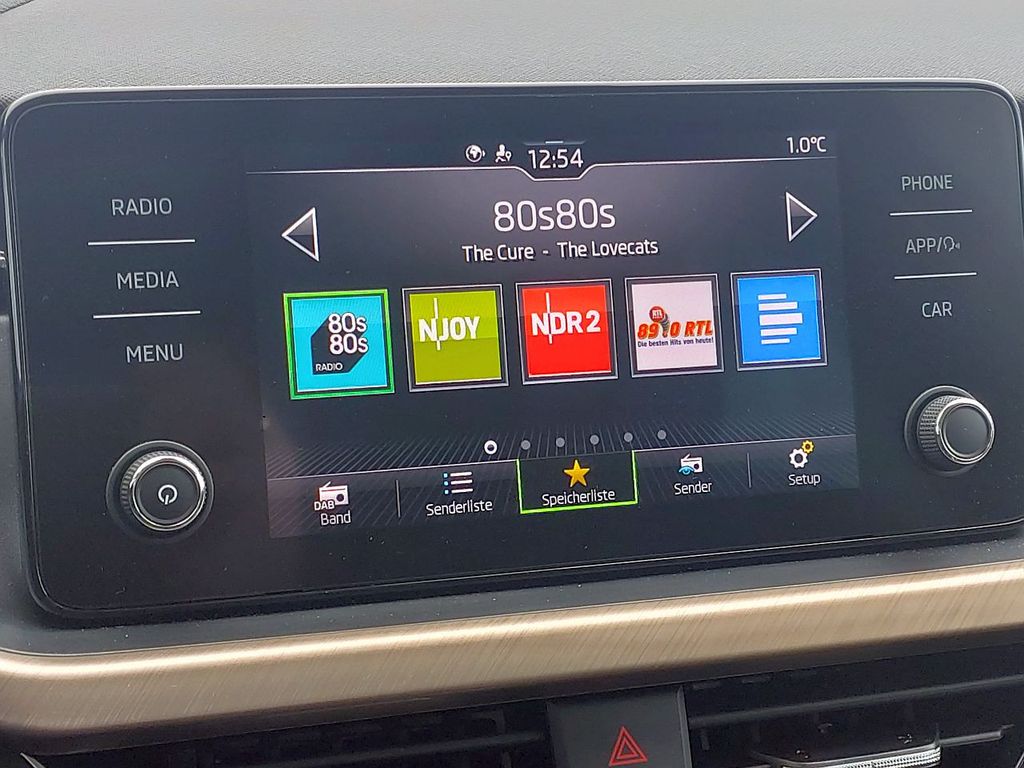 12:54
1.0°C
RADIO
MEDIA
MENU
80s80s
The Cure - The Lovecats
PHONE
APP/
CAR
80s
80s
RADIO
N JOY
NDR 2
RTL
89.0 RTL
Die besten Hits von heute!
DAB
Band
Senderliste
Speicherliste
Sender
Setup